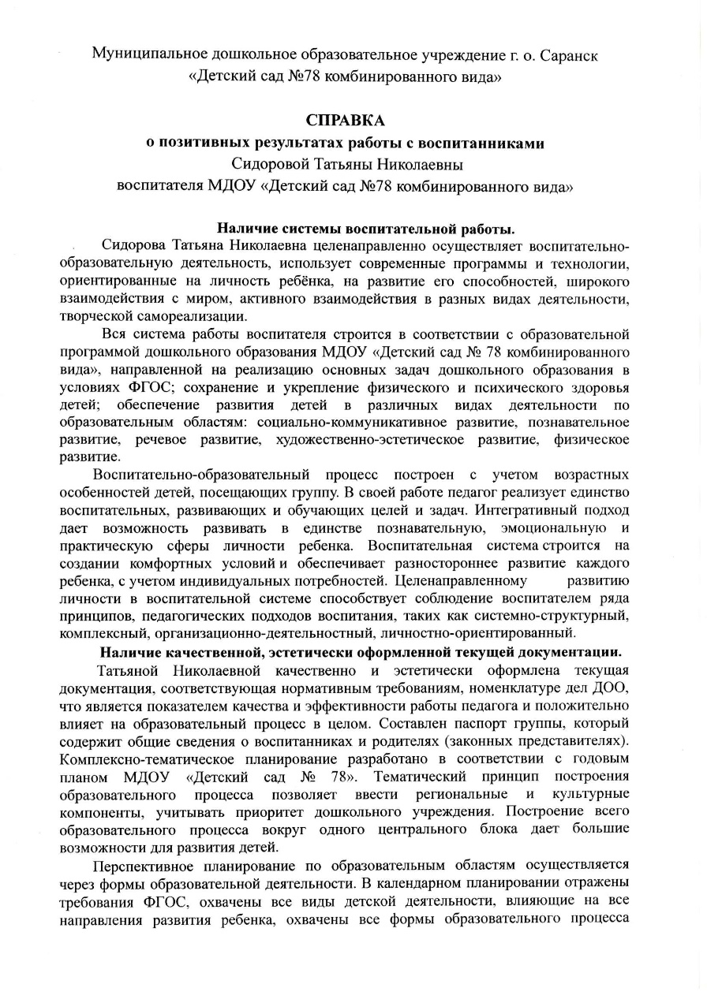 Муниципальное дошкольное образовательное учреждение г. о. Саранск
«Детский сад №78 комбинированного вида»
СПРАВКА
о позитивных результатах работы с воспитанниками
Сидоровой Татьяны Николаевны
воспитателя МДОУ «Детский сад №78 комбинированного вида»
Наличие системы воспитательной работы.
Сидорова Татьяна Николаевна целенаправленно осуществляет воспитательно-
образовательную деятельность, использует современные программы и технологии,
ориентированные на личность ребёнка, на развитие его способностей, широкого
взаимодействия с миром, активного взаимодействия в разных видах деятельности,
творческой самореализации.
Вся система работы воспитателя строится в соответствии с образовательной
программой дошкольного образования МДОУ «Детский сад № 78 комбинированного
вида», направленной на реализацию основных задач дошкольного образования в
условиях ФГОС; сохранение и укрепление физического и психического здоровья
детей; обеспечение развития детей в различных видах деятельности по
образовательным областям: социально-коммуникативное развитие, познавательное
развитие, речевое развитие, художественно-эстетическое развитие, физическое
развитие.
Воспитательно-образовательный процесс построен с учетом возрастных
особенностей детей, посещающих группу. В своей работе педагог реализует единство
воспитательных, развивающих и обучающих целей и задач. Интегративный подход
дает возможность развивать в единстве познавательную, эмоциональную и
практическую сферы личности ребенка. Воспитательная система строится на
создании комфортных условий и обеспечивает разностороннее развитие каждого
ребенка, с учетом индивидуальных потребностей. Целенаправленному развитию
личности в воспитательной системе способствует соблюдение воспитателем ряда
принципов, педагогических подходов воспитания, таких как системно-структурный,
комплексный, организационно-деятельностный, личностно-ориентированный.
Наличие качественной, эстетически оформленной текущей документации.
Татьяной Николаевной качественно и эстетически оформлена текущая
документация, соответствующая нормативным требованиям, номенклатуре дел ДОО,
что является показателем качества и эффективности работы педагога и положительно
влияет на образовательный процесс в целом. Составлен паспорт группы, который
содержит общие сведения о воспитанниках и родителях (законных представителях).
Комплексно-тематическое планирование разработано в соответствии с годовым
планом МДОУ «Детский сад № 78». Тематический принцип построения
образовательного процесса позволяет ввести региональные и культурные
компоненты, учитывать приоритет дошкольного учреждения. Построение всего
образовательного процесса вокруг одного центрального блока дает большие
возможности для развития детей.
Перспективное планирование по образовательным областям осуществляется
через формы образовательной деятельности. В календарном планировании отражены
требования ФГОС, охвачены все виды детской деятельности, влияющие на все
направления развития ребенка, охвачены все формы образовательного процесса